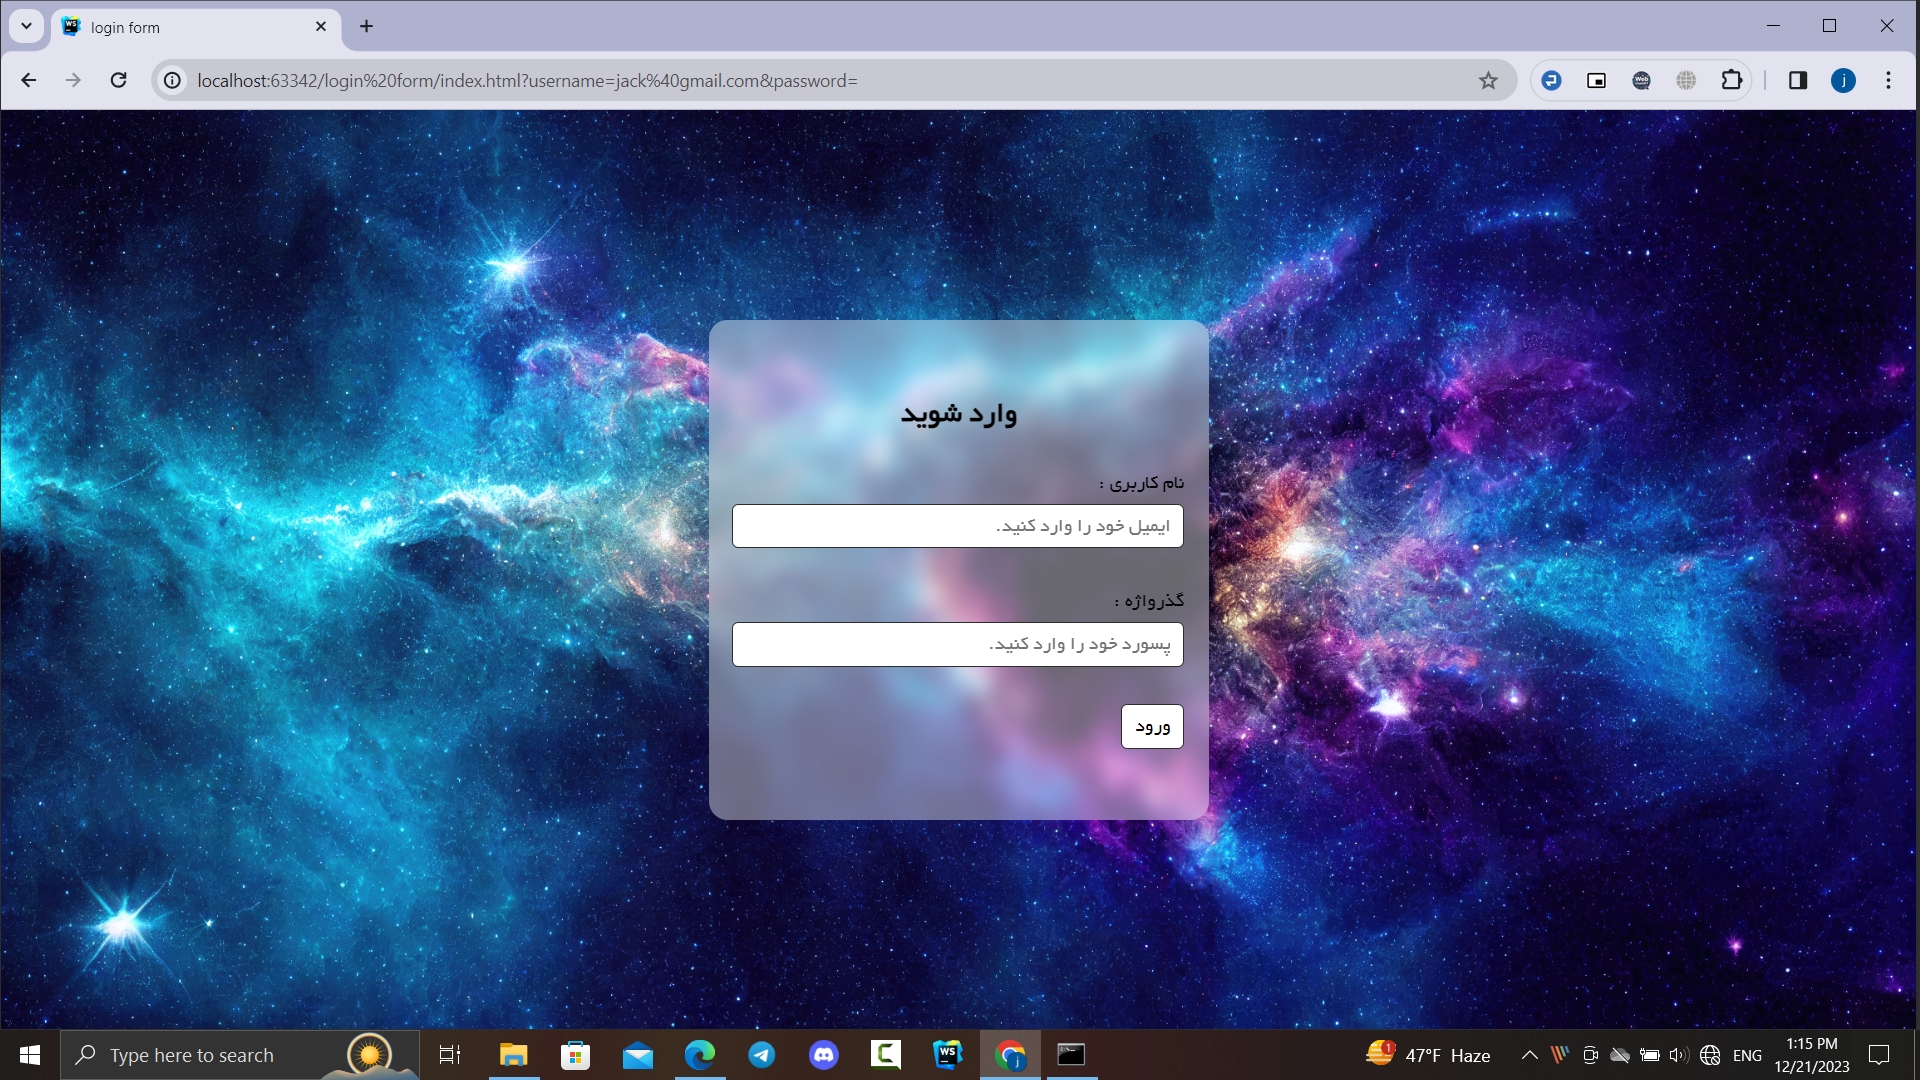 login form
localhost:63342/login%20form/index.html?username=jack%40gmail.com&password=
j
وارد شوید
نام کاربری :
ایمیل خود را وارد کنید.
گذرواژه :
پسورد خود را وارد کنید.
ورود
Type here to search
WS
1
47°F Haze
ENG
1:15 PM
12/21/2023